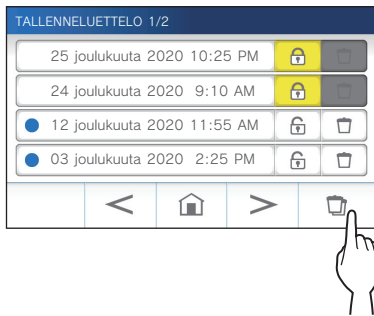 TALLENNELUETTELO 1/2
25 joulukuuta 2020 10:25 PM
24 joulukuuta 2020 9:10 AM
12 joulukuuta 2020 11:55 AM
03 joulukuuta 2020 2:25 PM